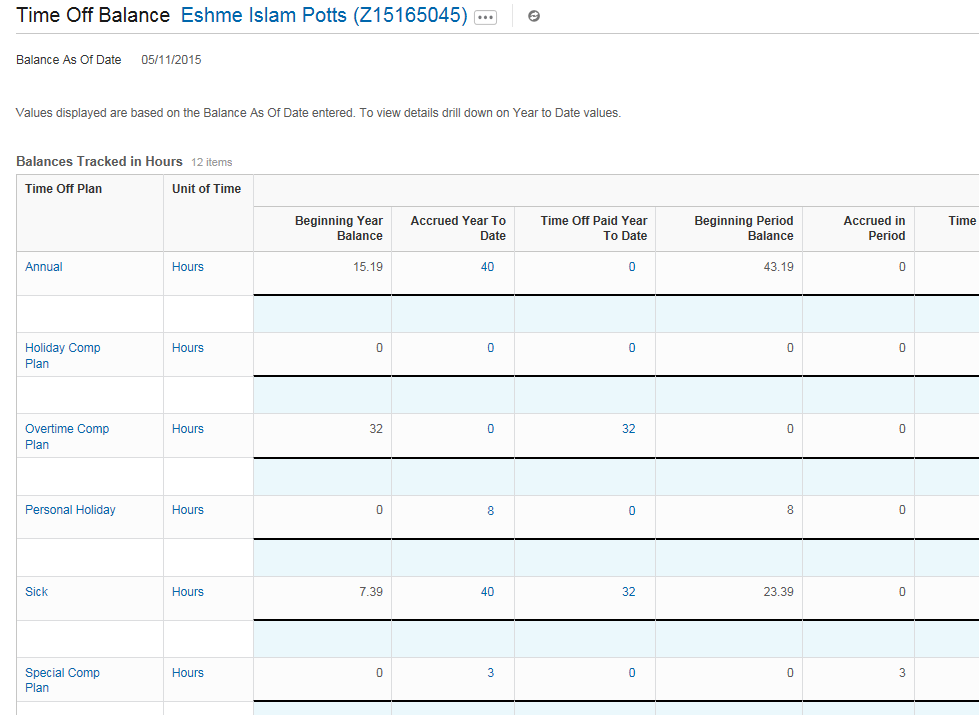 Time Off Balance Eshme Islam Potts (Z15165045)
Balance As Of Date 05/11/2015
Values displayed are based on the Balance As Of Date entered. To view details drill down on Year to Date values.
Balances Tracked in Hours 12 items
Time Off Plan Unit of Time
Beginning Year Accrued Year To Time Off Paid Year Beginning Period Accrued in Time
Balance Date To Date Balance Period
Annual Hours 15.19 40 0 43.19 0
Holiday Comp Hours 0 0 0 0 0
Plan
Overtime Comp Hours 32 0 32 0 0
Plan
Personal Holiday Hours 0 8 0 8 0
Sick Hours 7.39 40 32 23.39 0
Special Comp Hours 0 3 0 0 3
Plan